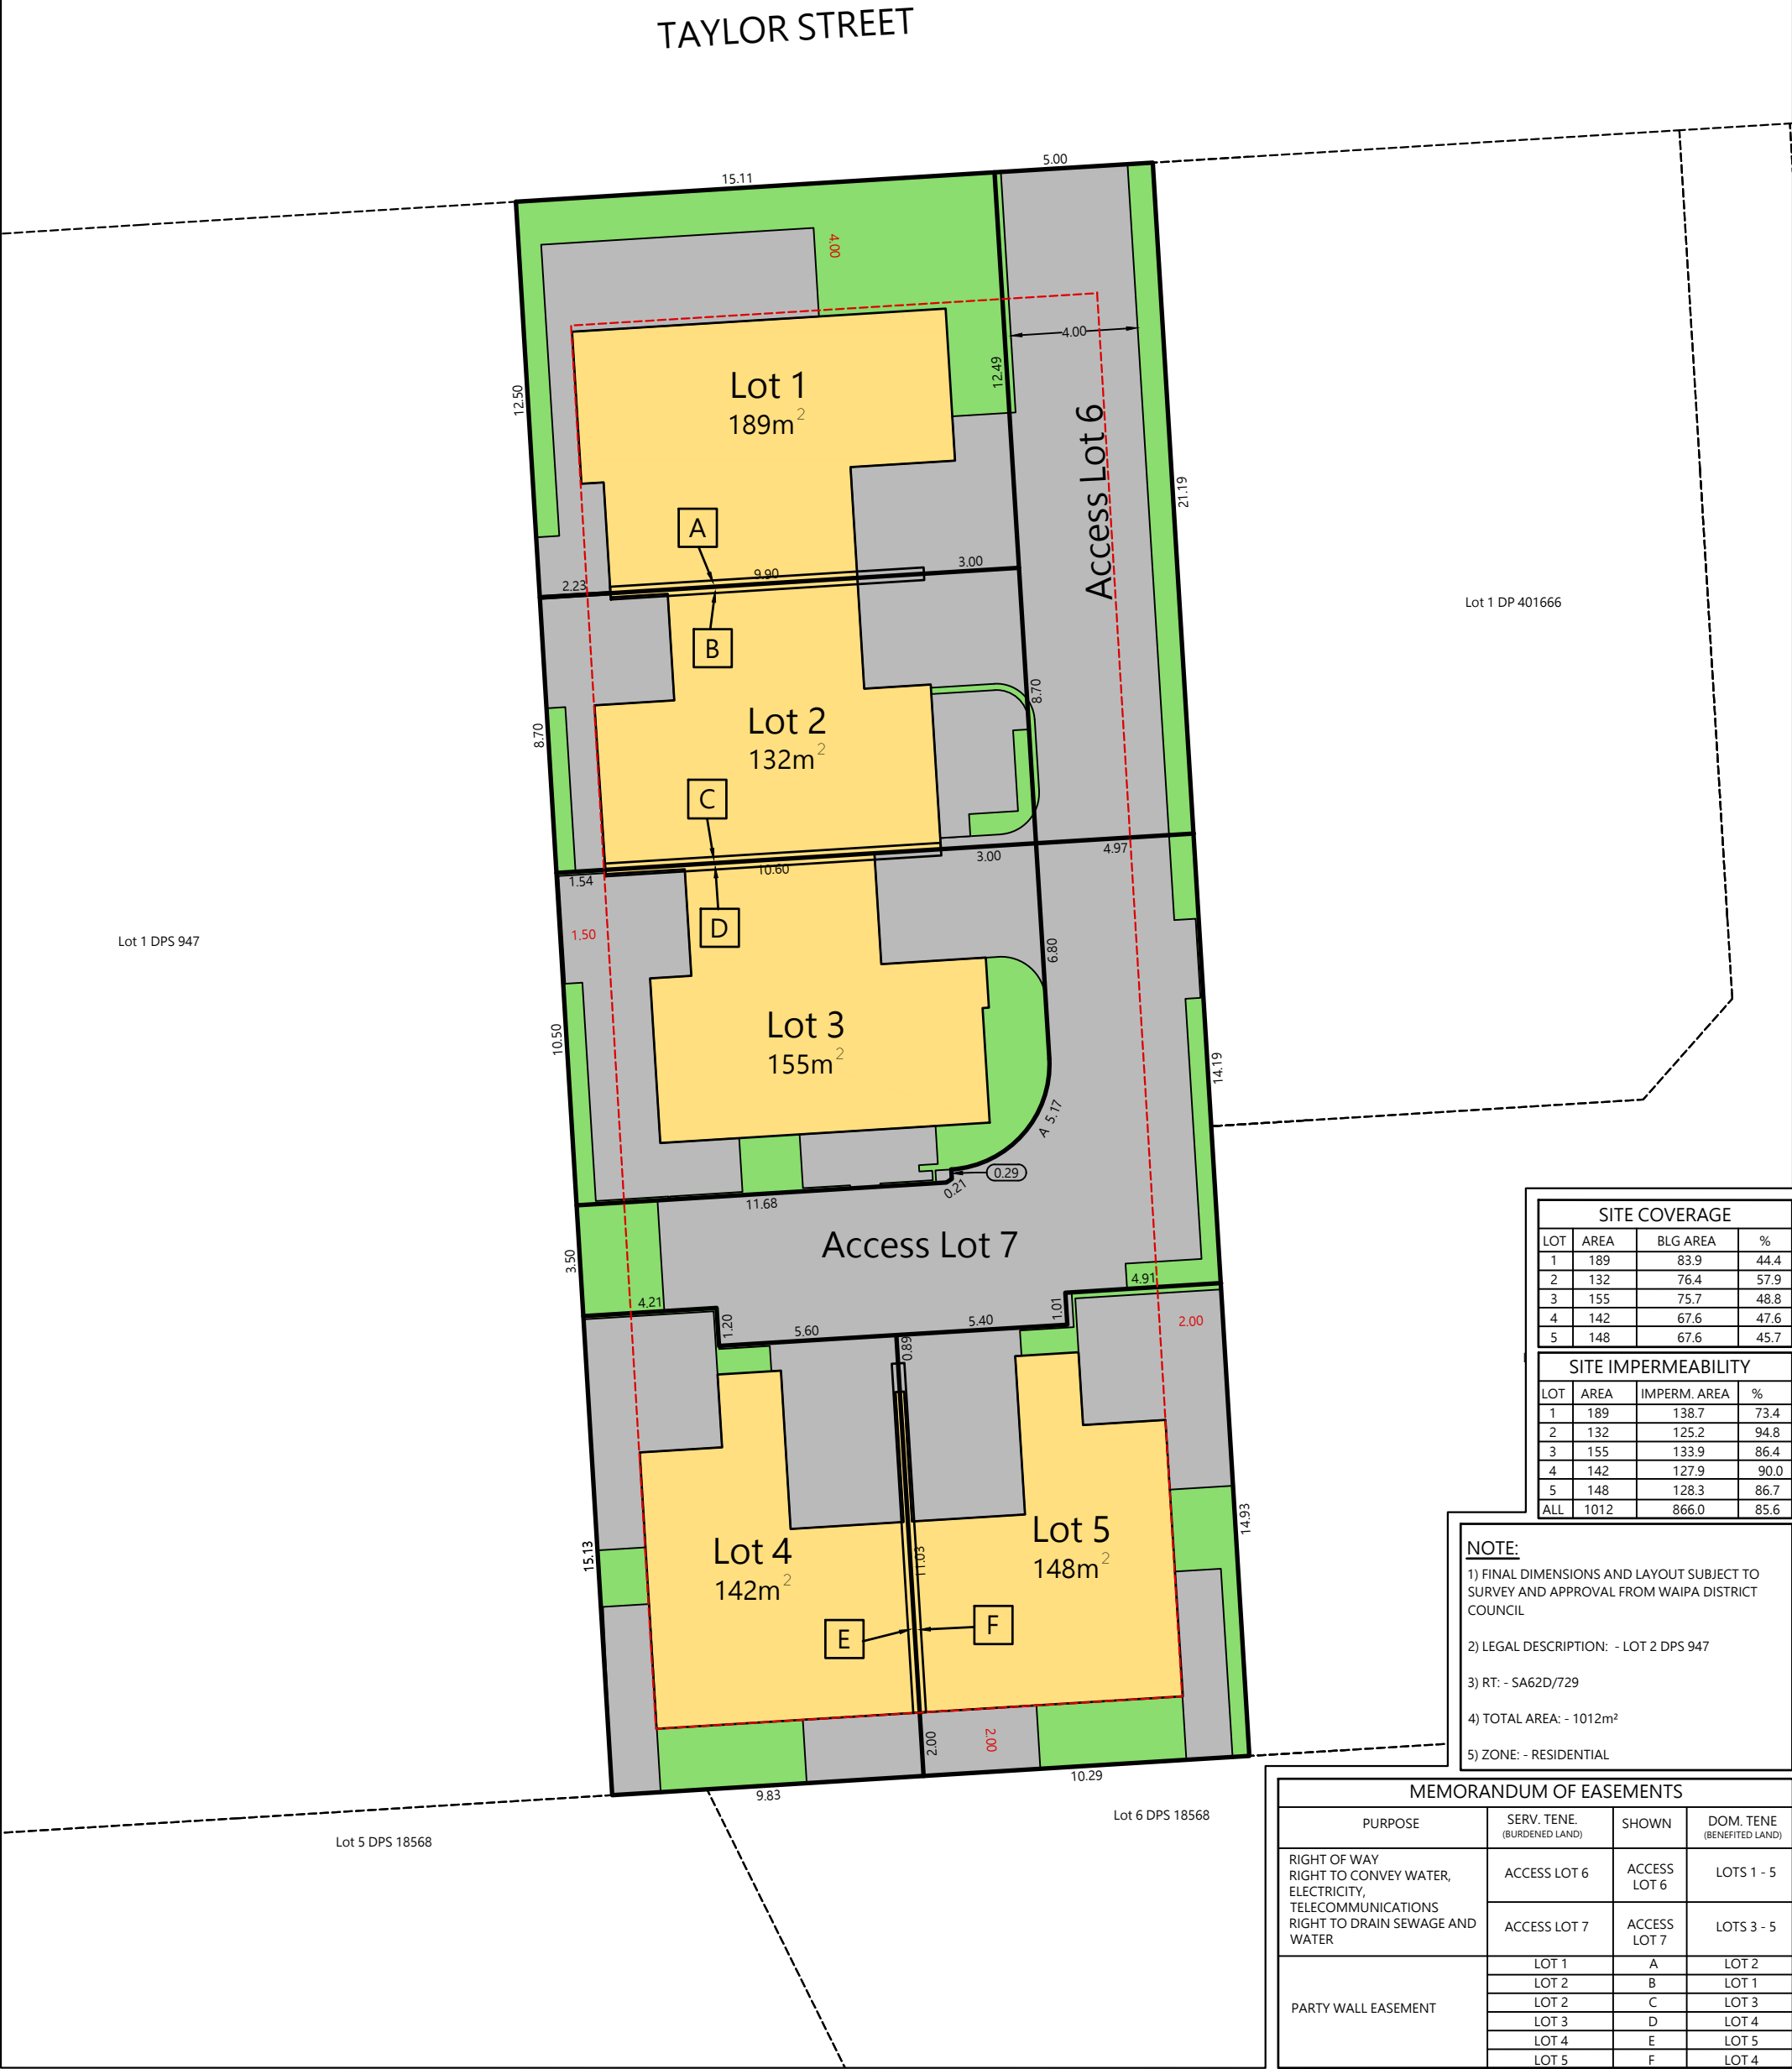 TAYLOR STREET
15.11
5.00
4.00
4.00
Lot 1
189m²
12.50
12.49
Access Lot 6
21.19
A
2.23
9.90
3.00
Lot 1 DP 401666
B
8.70
8.70
Lot 2
132m²
C
1.54
10.60
3.00
4.97
D
1.50
Lot 1 DPS 947
6.80
10.50
Lot 3
155m²
14.19
A 5.17
0.29
0.21
11.68
Access Lot 7
3.50
4.21
4.91
1.20
5.60
5.40
1.01
0.89
2.00
Lot 4
142m²
Lot 5
148m²
15.13
11.03
14.93
E
F
2.00
2.00
9.83
10.29
Lot 5 DPS 18568
Lot 6 DPS 18568
SITE COVERAGE
LOT AREA BLG AREA %
1 189 83.9 44.4
2 132 76.4 57.9
3 155 75.7 48.8
4 142 67.6 47.6
5 148 67.6 45.7
SITE IMPERMEABILITY
LOT AREA IMPERM. AREA %
1 189 138.7 73.4
2 132 125.2 94.8
3 155 133.9 86.4
4 142 127.9 90.0
5 148 128.3 86.7
ALL 1012 866.0 85.6
NOTE:
1) FINAL DIMENSIONS AND LAYOUT SUBJECT TO
SURVEY AND APPROVAL FROM WAIPA DISTRICT
COUNCIL
2) LEGAL DESCRIPTION: - LOT 2 DPS 947
3) RT: - SA62D/729
4) TOTAL AREA: - 1012m²
5) ZONE: - RESIDENTIAL
MEMORANDUM OF EASEMENTS
PURPOSE SERV. TENE. SHOWN DOM. TENE
(BURDENED LAND) (BENEFITED LAND)
RIGHT OF WAY
RIGHT TO CONVEY WATER,
ELECTRICITY,
TELECOMMUNICATIONS
RIGHT TO DRAIN SEWAGE AND
WATER
ACCESS LOT 6 ACCESS LOTS 1 - 5
LOT 6
ACCESS LOT 7 ACCESS LOTS 3 - 5
LOT 7
PARTY WALL EASEMENT
LOT 1 A LOT 2
LOT 2 B LOT 1
LOT 2 C LOT 3
LOT 3 D LOT 4
LOT 4 E LOT 5
LOT 5 F LOT 4